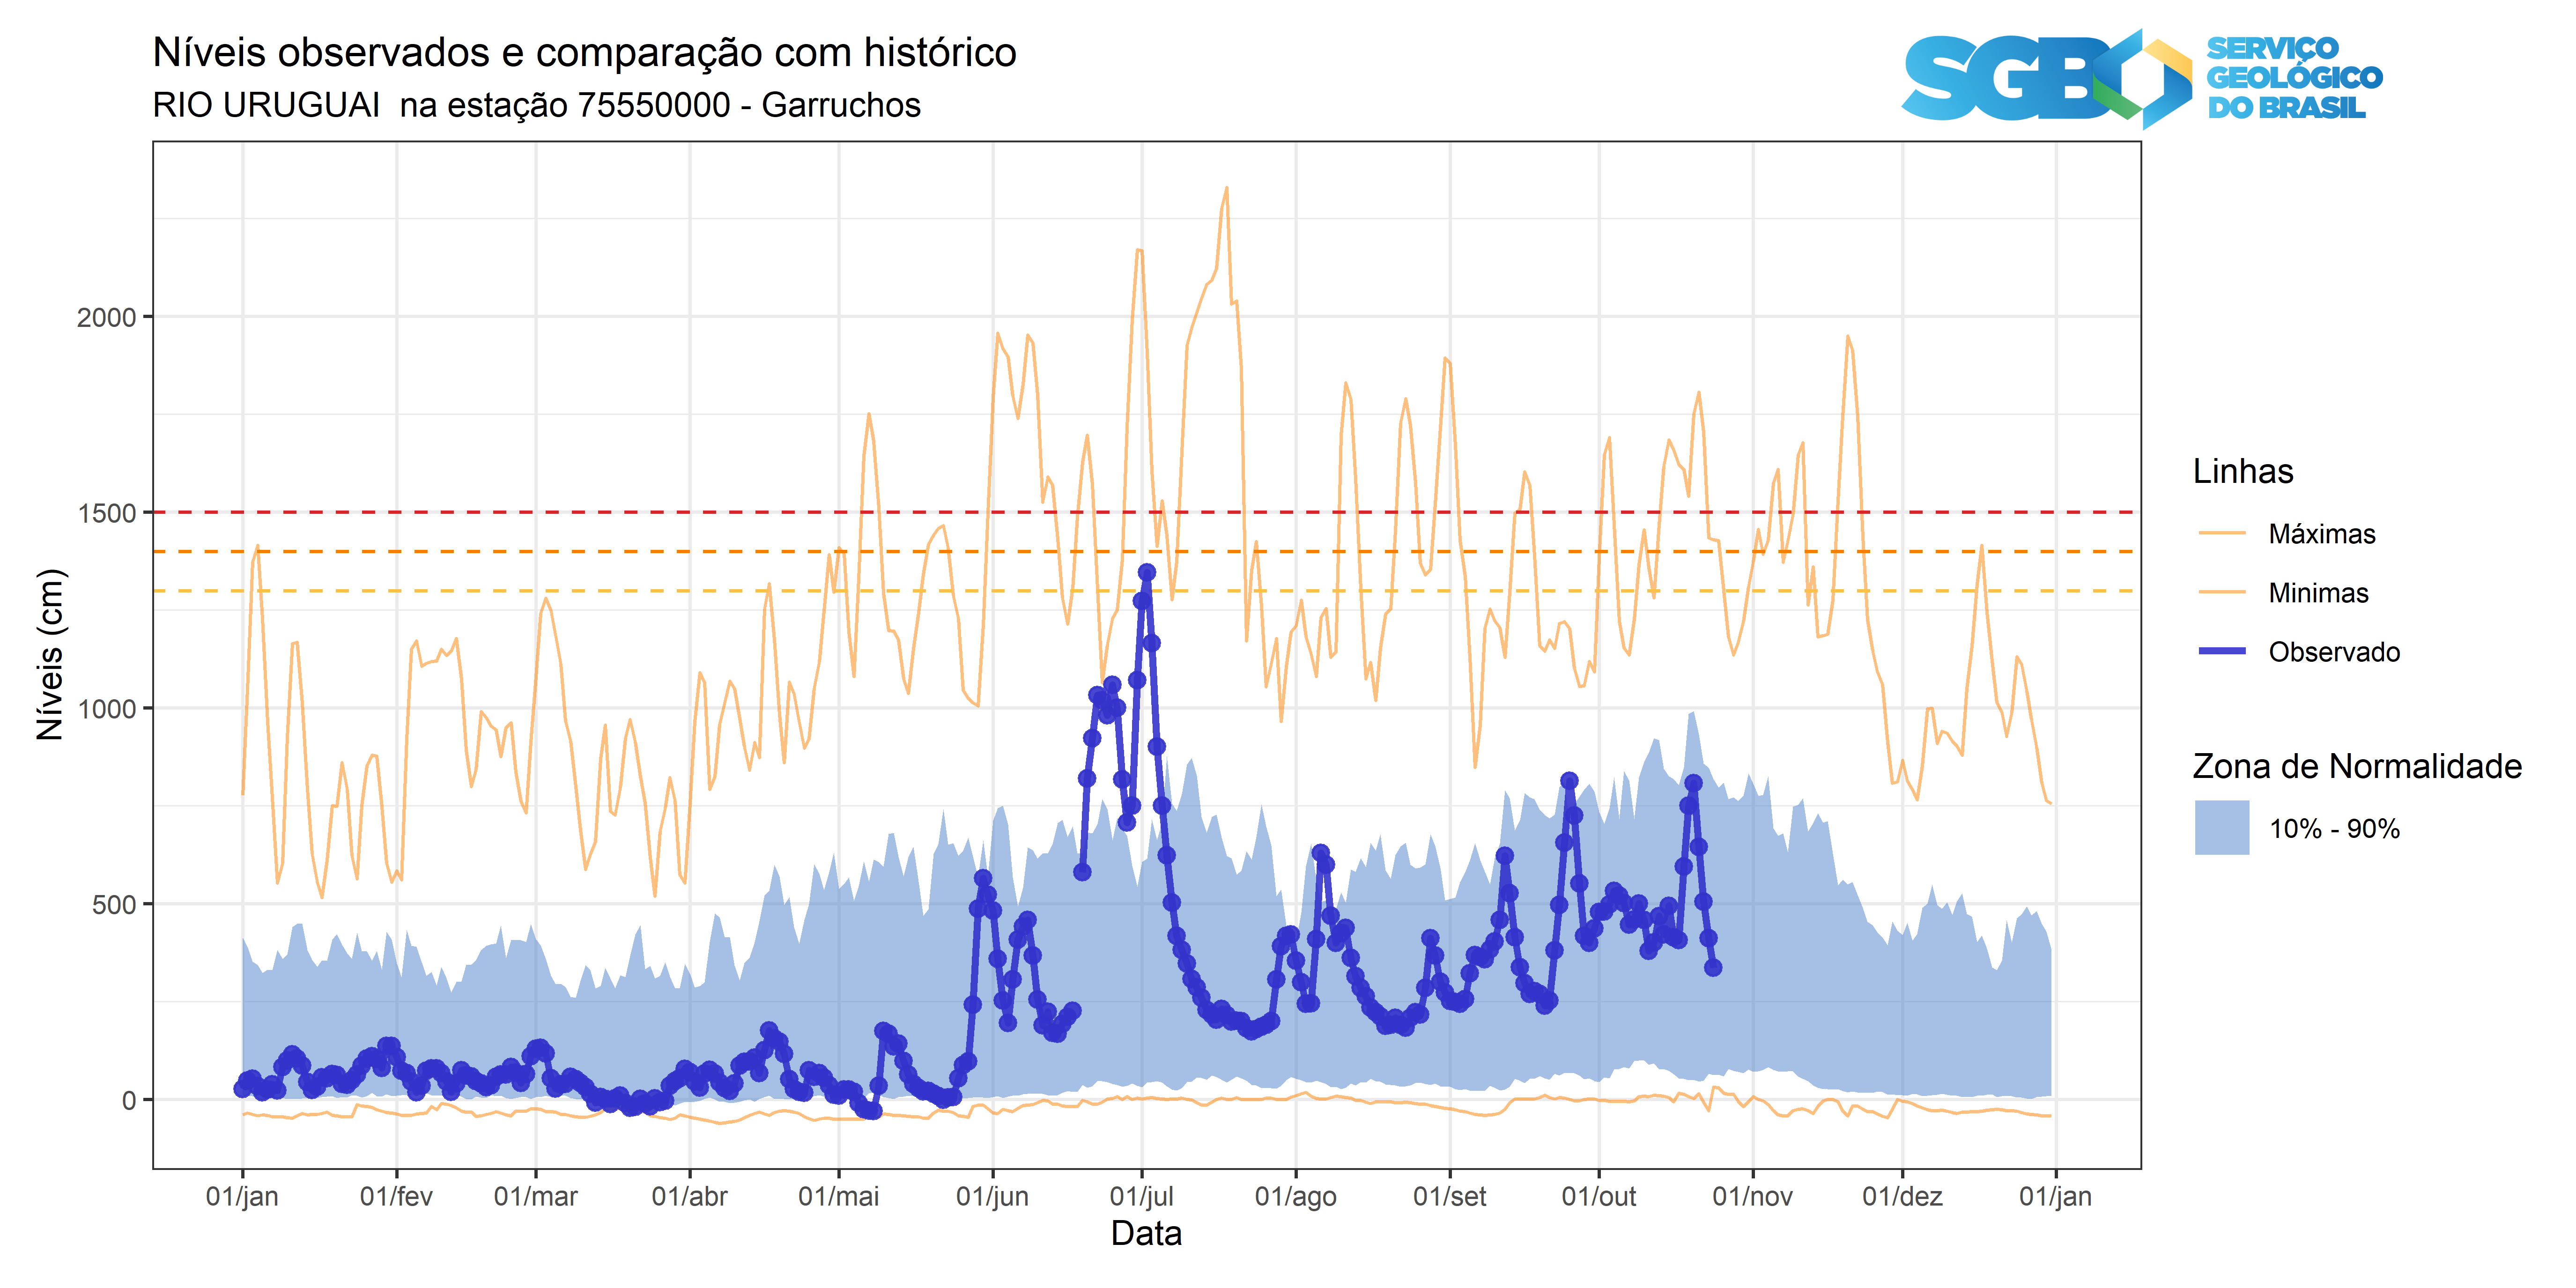 Níveis observados e comparação com histórico
RIO URUGUAI  na estação 75550000 - Garruchos
SGB
SERVIÇO
GEOLÓGICO
DO BRASIL
Níveis (cm)
2000
1500
1000
500
0
01/jan
01/fev
01/mar
01/abr
01/mai
01/jun
01/jul
01/ago
01/set
01/out
01/nov
01/dez
01/jan
Data
Linhas
Máximas
Minimas
Observado
Zona de Normalidade
10% - 90%